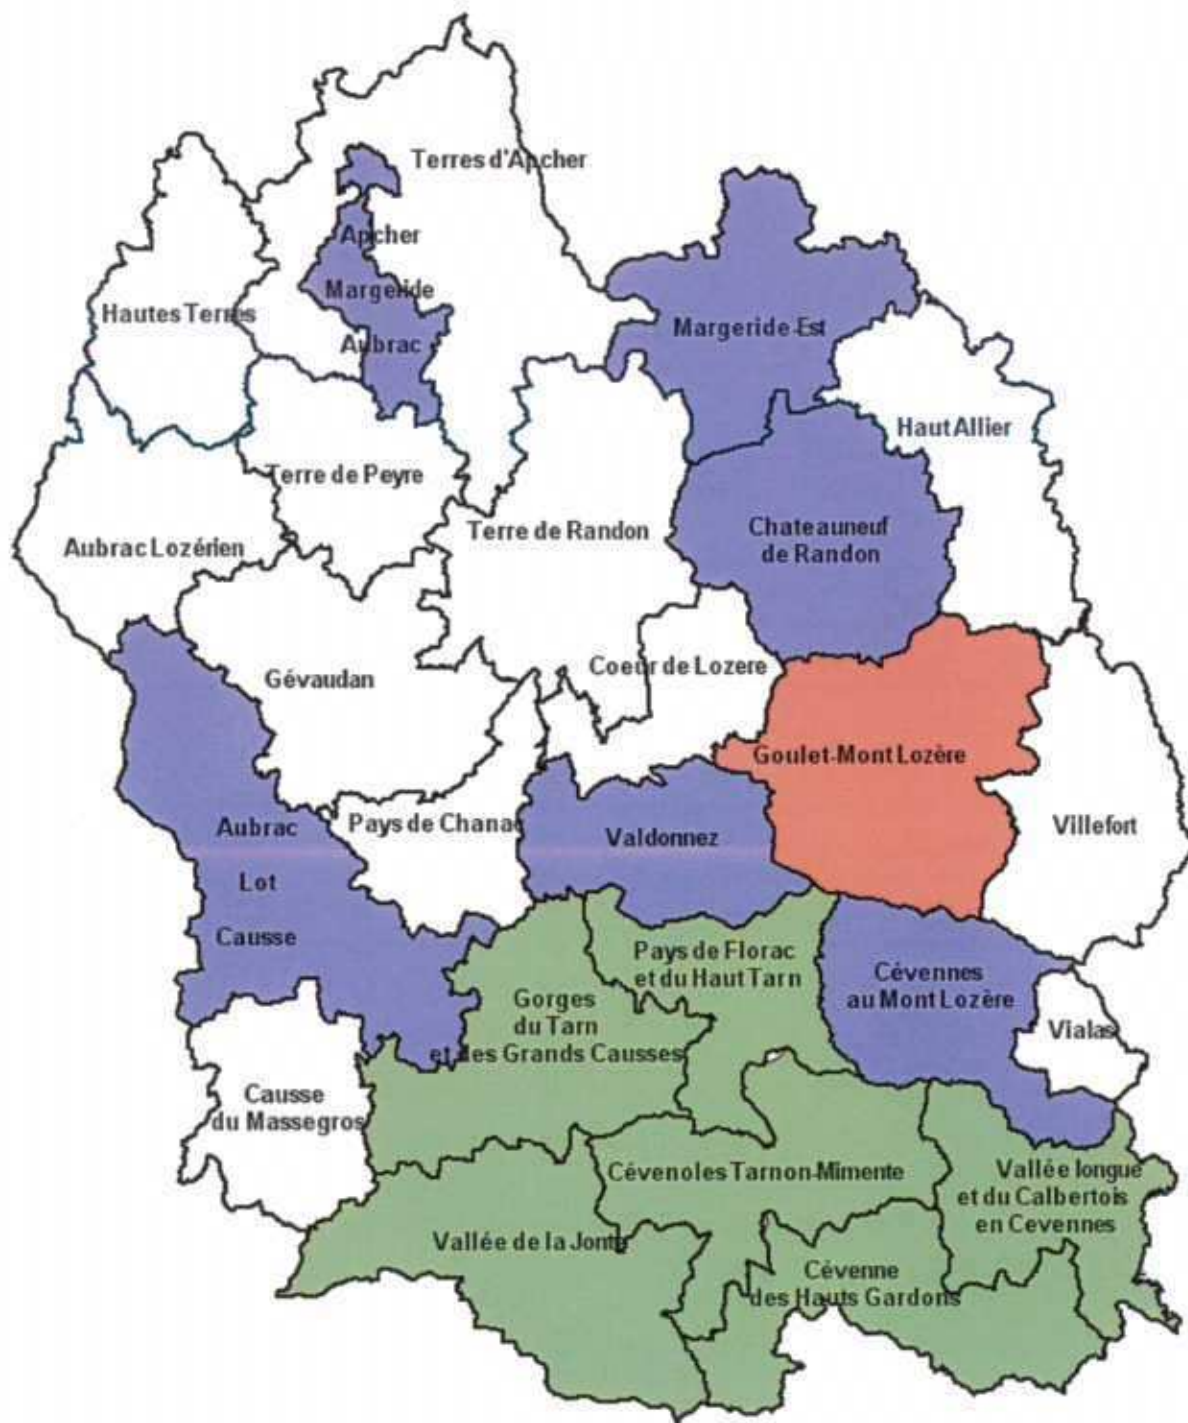 Terres d'Apcher
Apcher
Margeride
Aubrac
Hautes Terres
Margeride-Est
Haut Allier
Terre de Peyre
Terre de Randon
Chateauneuf
de Randon
Aubrac Lozérien
Gévaudan
Coeur de Lozere
Goulet-Mont Lozère
Aubrac
Lot
Causse
Pays de Chanac
Valdonnez
Villefort
Pays de Florac
et du Haut Tarn
Cévennes
au Mont Lozère
Gorges
du Tarn
et des Grands Causses
Vialas
Causse
du Massegros
Cévenoles Tarnon-Mimente
Vallée longue
et du Calbertois
en Cevennes
Vallée de la Jonte
Cévenne
des Hauts Gardons